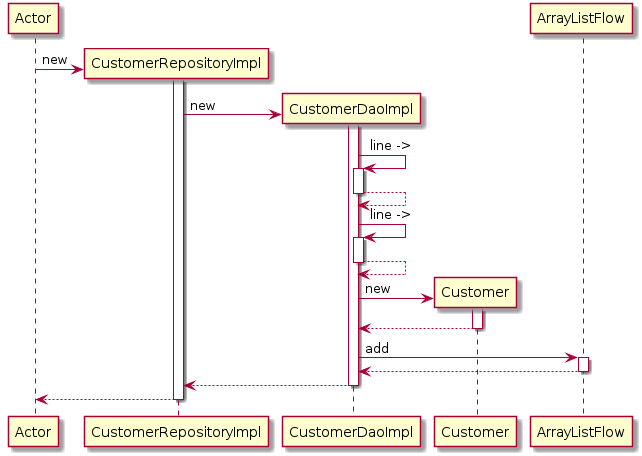 Actor
ArrayListFlow
new
CustomerRepositoryImpl
new
CustomerDaoImpl
line ->
line ->
new
Customer
add
Actor
CustomerRepositoryImpl
CustomerDaoImpl
Customer
ArrayListFlow